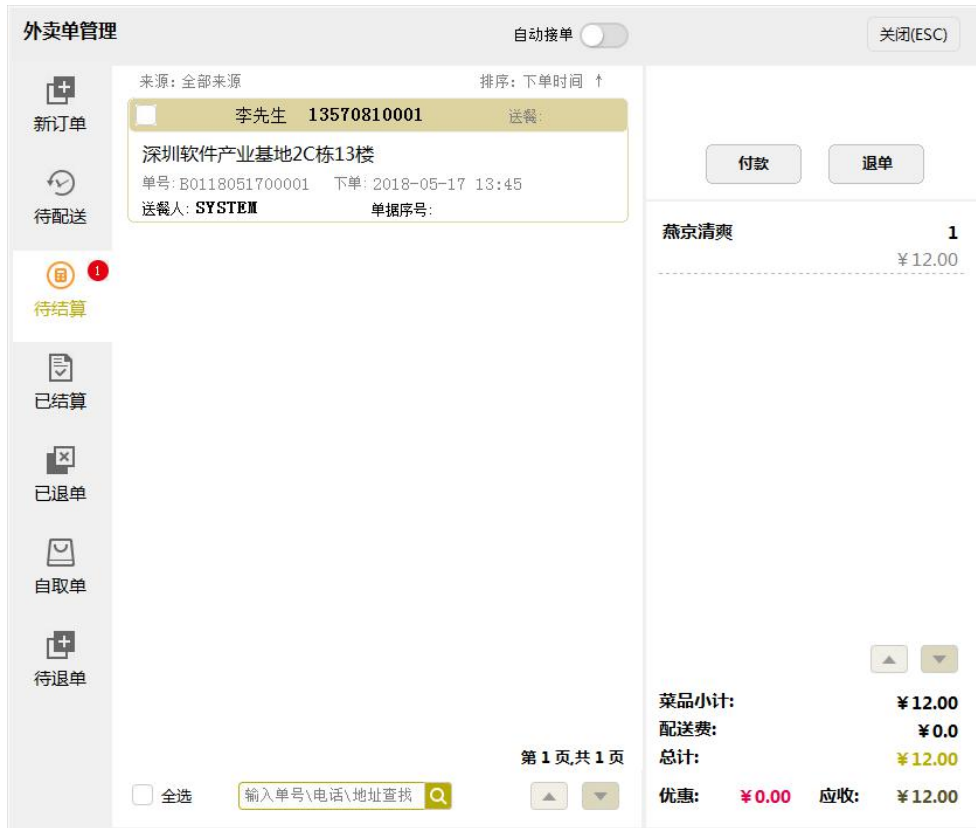 外卖单管理
自动接单
关闭(ESC)
新订单
待配送
1
待结算
已结算
已退单
自取单
待退单
来源: 全部来源
排序: 下单时间 ↑
李先生 13570810001 送餐:
深圳软件产业基地2C栋13楼
单号: B0118051700001 下单: 2018-05-17 13:45
送餐人: SYSTEM 单据序号:
第 1 页,共 1 页
全选
输入单号\电话\地址查找
付款
退单
燕京清爽 1
¥12.00
菜品小计: ¥12.00
配送费: ¥0.0
总计: ¥12.00
优惠: ¥0.00 应收: ¥12.00